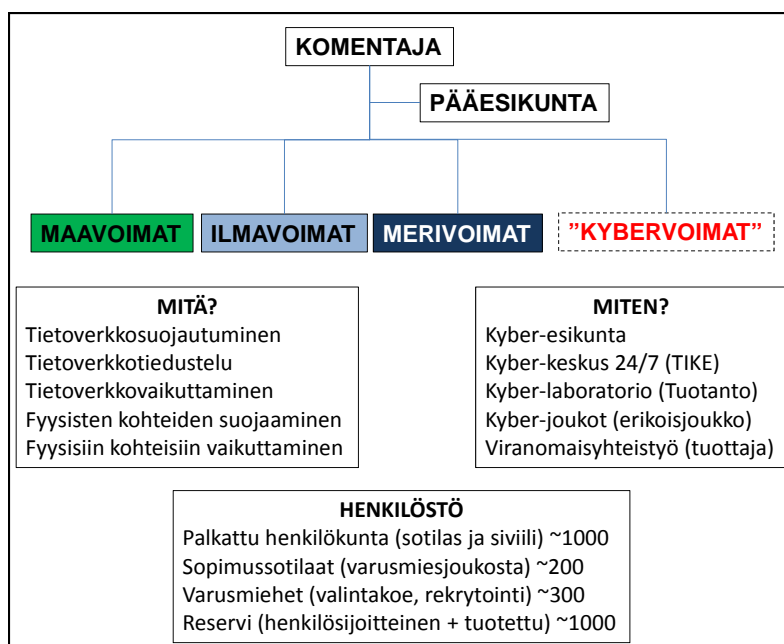 KOMENTAJA
PÄÄESIKUNTA
MAAVOIMAT
ILMAVOIMAT
MERIVOIMAT
”KYBERVOIMAT”
MITÄ?
Tietoverkkosuojautuminen
Tietoverkkotiedustelu
Tietoverkkovaikuttaminen
Fyysisten kohteiden suojaaminen
Fyysisiin kohteisiin vaikuttaminen
MITEN?
Kyber-esikunta
Kyber-keskus 24/7 (TIKE)
Kyber-laboratorio (Tuotanto)
Kyber-joukot (erikoisjoukko)
Viranomaisyhteistyö (tuottaja)
HENKILÖSTÖ
Palkattu henkilökunta (sotilas ja siviili) ~1000
Sopimussotilaat (varusmiesjoukosta) ~200
Varusmiehet (valintakoe, rekrytointi) ~300
Reservi (henkilösijoitteinen + tuotettu) ~1000